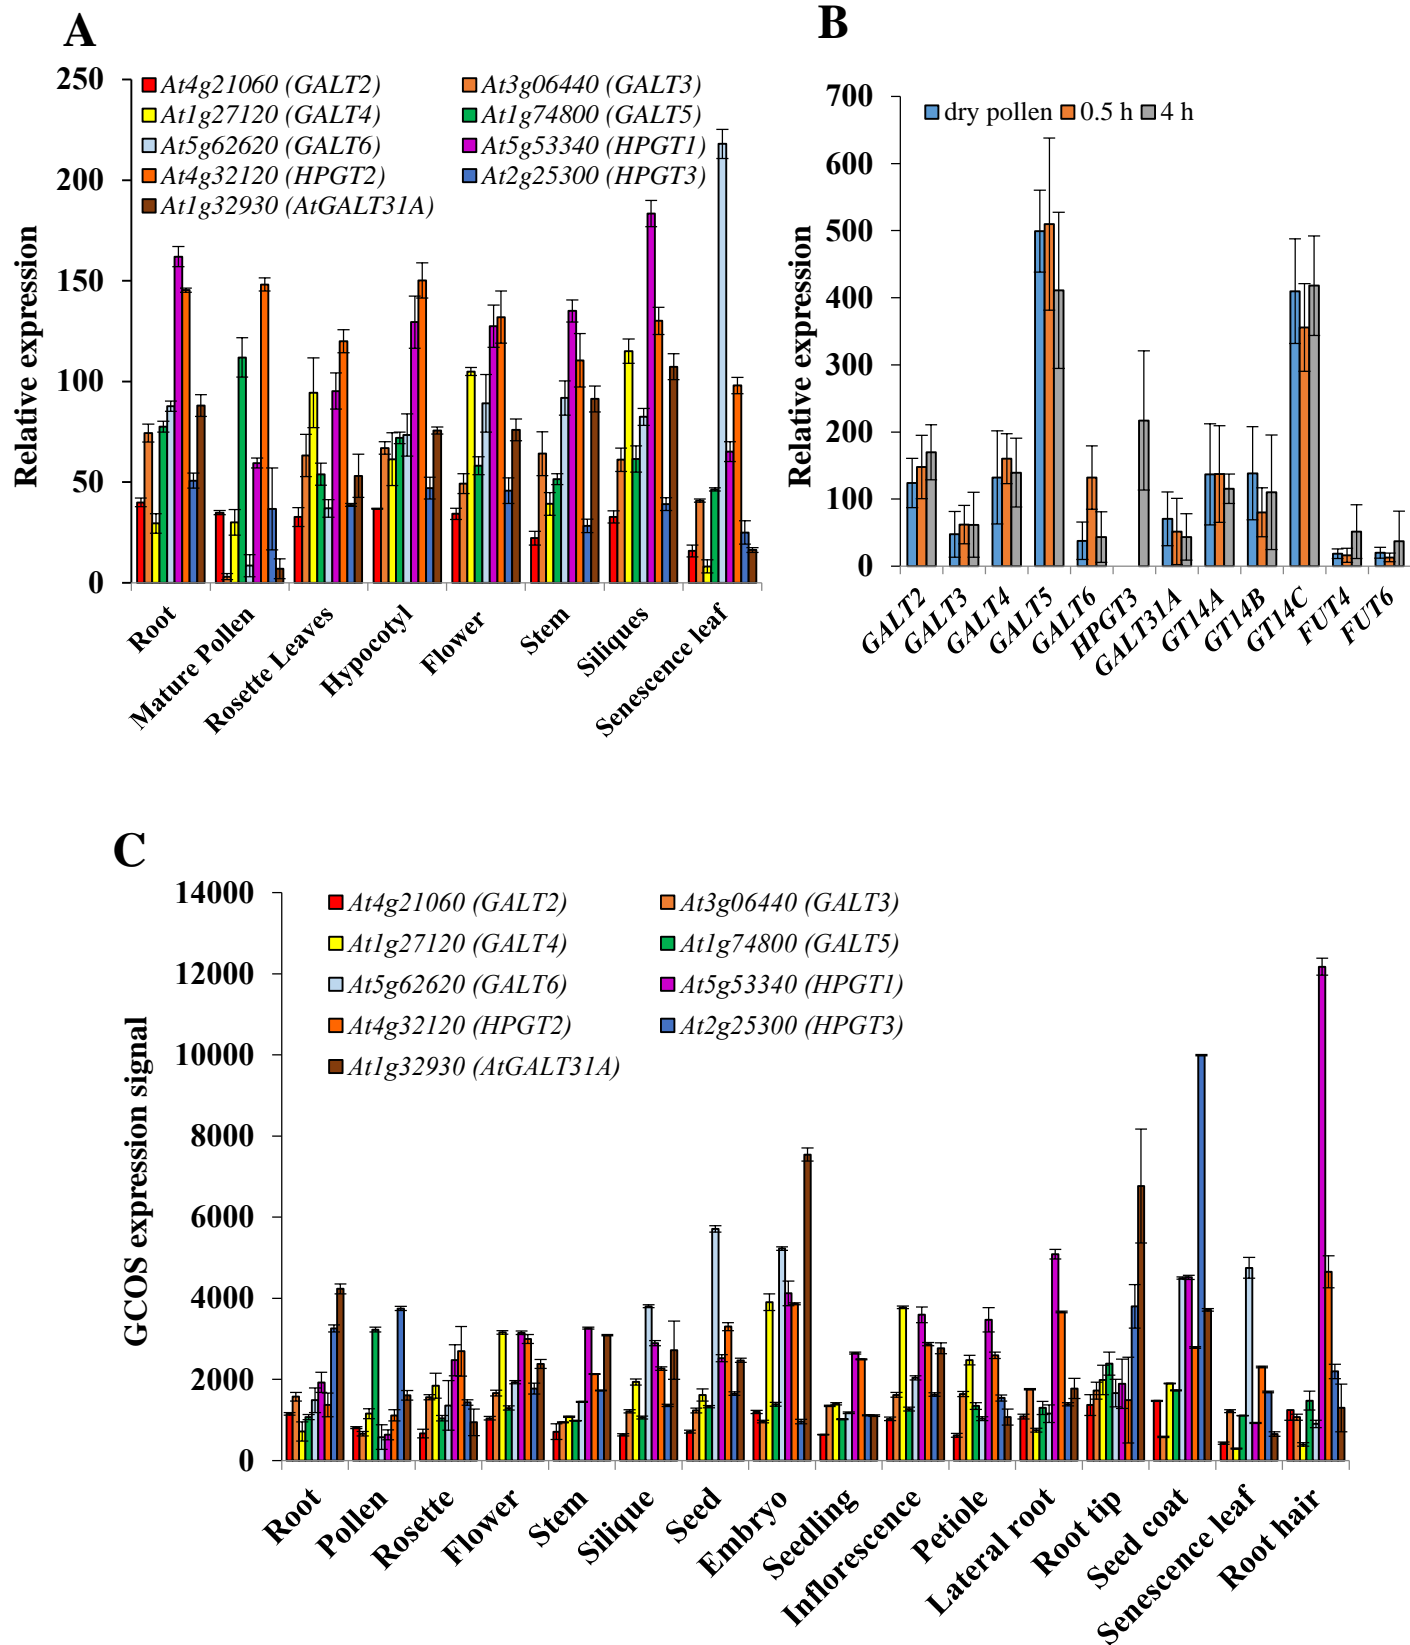 A
B
250
200
150
100
50
0
Relative expression
At4g21060 (GALT2)
At3g06440 (GALT3)
At1g27120 (GALT4)
At1g74800 (GALT5)
At5g62620 (GALT6)
At5g53340 (HPGT1)
At4g32120 (HPGT2)
At2g25300 (HPGT3)
At1g32930 (AtGALT31A)
Root
Mature Pollen
Rosette Leaves
Hypocotyl
Flower
Stem
Siliques
Senescence leaf
700
600
500
400
300
200
100
0
Relative expression
dry pollen
0.5 h
4 h
GALT2
GALT3
GALT4
GALT5
GALT6
HPGT3
GALT31A
GT14A
GT14B
GT14C
FUT4
FUT6
C
14000
12000
10000
8000
6000
4000
2000
0
GCOS expression signal
At4g21060 (GALT2)
At3g06440 (GALT3)
At1g27120 (GALT4)
At1g74800 (GALT5)
At5g62620 (GALT6)
At5g53340 (HPGT1)
At4g32120 (HPGT2)
At2g25300 (HPGT3)
At1g32930 (AtGALT31A)
Root
Pollen
Rosette
Flower
Stem
Silique
Seed
Embryo
Seedling
Inflorescence
Petiole
Lateral root
Root tip
Seed coat
Senescence leaf
Root hair